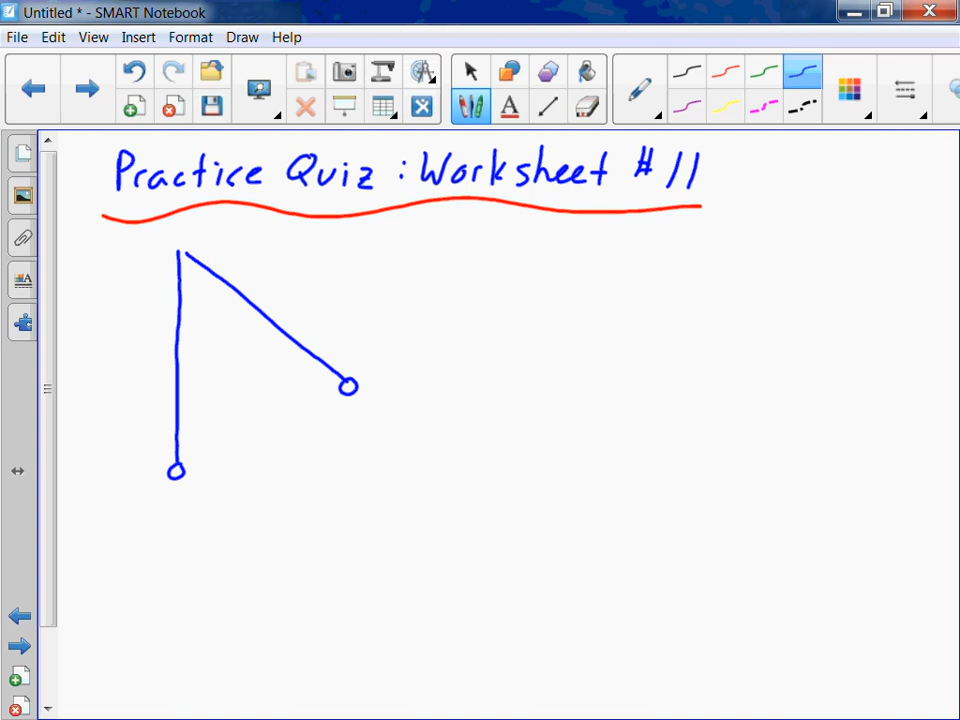 Untitled * - SMART Notebook
File Edit View Insert Format Draw Help
Practice Quiz : Worksheet # 11